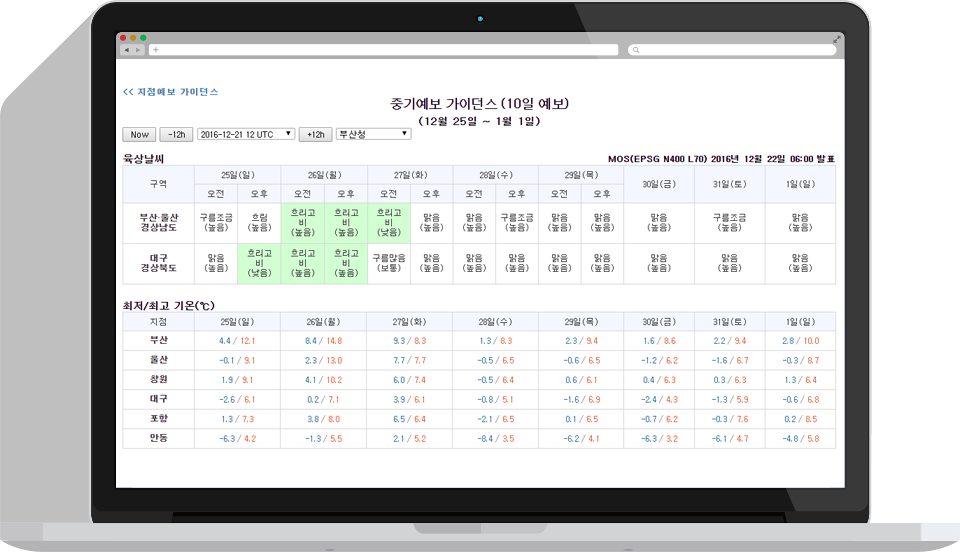 << 지점예보 가이던스
중기예보 가이던스 (10일 예보)
(12월 25일 ~ 1월 1일)
Now -12h 2016-12-21 12 UTC +12h 부산청
육상날씨 MOS(EPSG N400 L70) 2016년 12월 22일 06:00 발표
구역 25일(일) 26일(월) 27일(화) 28일(수) 29일(목) 30일(금) 31일(토) 1일(일)
오전 오후 오전 오후 오전 오후 오전 오후 오전 오후
부산·울산 경상남도 구름조금 (높음) 흐림 (높음) 흐리고 비 (높음) 흐리고 비 (높음) 흐리고 비 (낮음) 맑음 (높음) 맑음 (높음) 구름조금 (높음) 맑음 (높음) 맑음 (높음) 맑음 (높음) 구름조금 (높음) 맑음 (높음)
대구 경상북도 맑음 (높음) 흐리고 비 (낮음) 흐리고 비 (높음) 흐리고 비 (높음) 구름많음 (보통) 맑음 (높음) 맑음 (높음) 맑음 (높음) 맑음 (높음) 맑음 (높음) 맑음 (높음) 맑음 (높음) 맑음 (높음)
최저/최고 기온(℃)
지점 25일(일) 26일(월) 27일(화) 28일(수) 29일(목) 30일(금) 31일(토) 1일(일)
부산 4.4 / 12.1 8.4 / 14.8 9.3 / 8.3 1.3 / 8.3 2.3 / 9.4 1.6 / 8.6 2.2 / 9.4 2.8 / 10.0
울산 -0.1 / 9.1 2.3 / 13.0 7.7 / 7.7 -0.5 / 6.5 -0.6 / 6.5 -1.2 / 6.2 -1.6 / 6.7 -0.3 / 8.7
창원 1.9 / 9.1 4.1 / 10.2 6.0 / 7.4 -0.5 / 6.4 0.6 / 6.1 0.4 / 6.3 0.3 / 6.3 1.3 / 6.4
대구 -2.6 / 6.1 0.2 / 7.1 3.9 / 6.1 -0.8 / 5.1 -1.6 / 6.9 -2.4 / 4.3 -1.3 / 5.9 -0.6 / 6.8
포항 1.3 / 7.3 3.8 / 8.0 6.5 / 6.4 -2.1 / 6.5 0.1 / 6.5 -0.7 / 6.2 -0.3 / 7.6 0.2 / 8.5
안동 -6.3 / 4.2 -1.3 / 5.5 2.1 / 5.2 -8.4 / 3.5 -6.2 / 4.1 -6.3 / 3.2 -6.1 / 4.7 -4.8 / 5.8